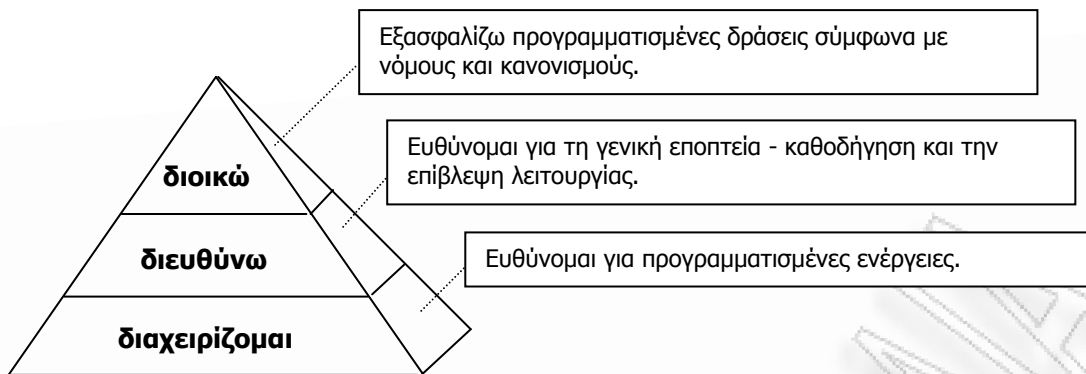 Εξασφαλίζω προγραμματισμένες δράσεις σύμφωνα με
νόμους και κανονισμούς.
Ευθύνομαι για τη γενική εποπτεία - καθοδήγηση και την
επίβλεψη λειτουργίας.
διοικώ
Ευθύνομαι για προγραμματισμένες ενέργειες.
διευθύνω
διαχειρίζομαι